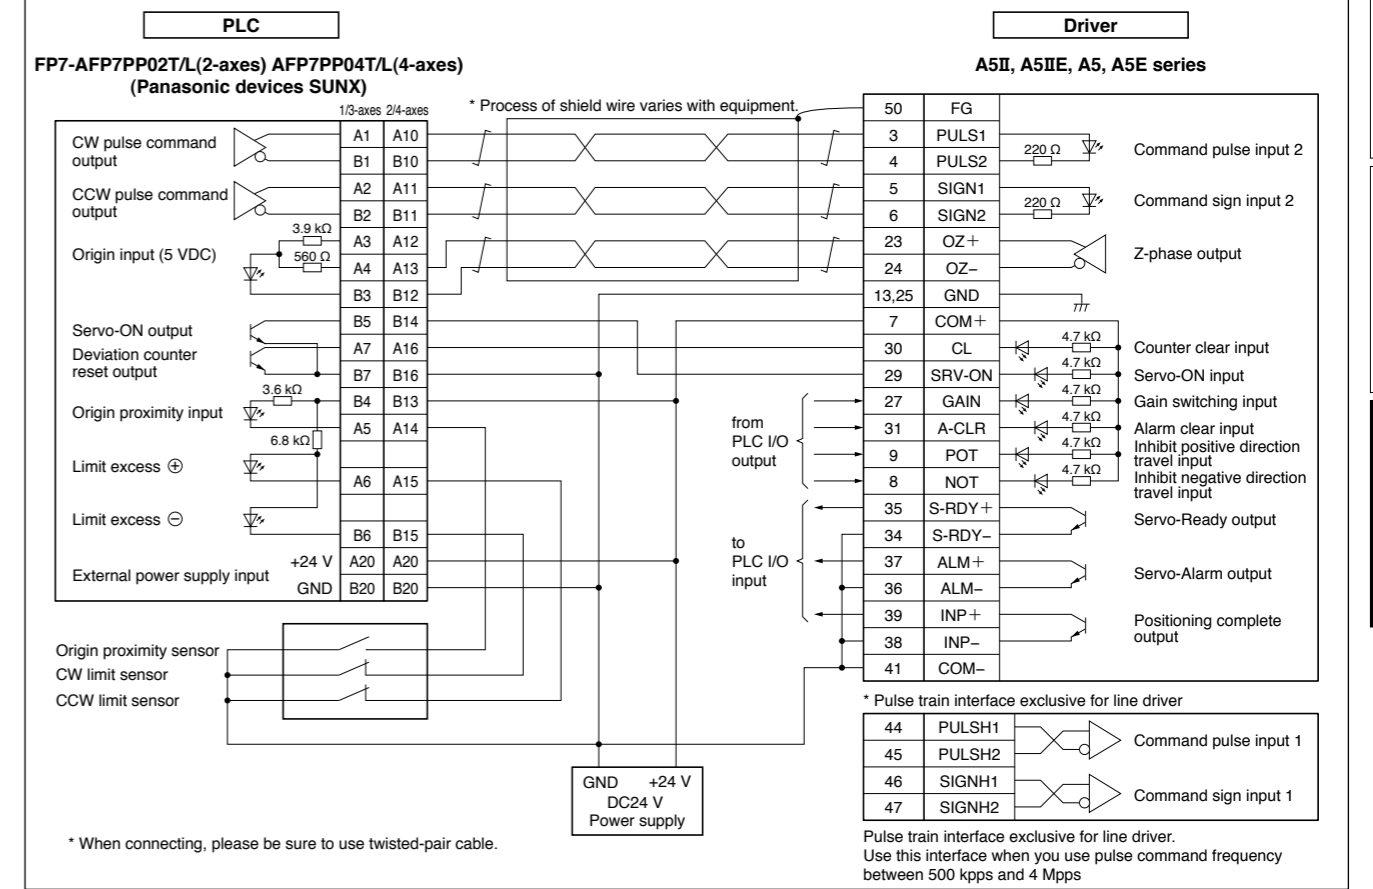 PLC
Driver
FP7-AFP7PP02T/L(2-axes) AFP7PP04T/L(4-axes)
(Panasonic devices SUNX)
A5II, A5IIE, A5, A5E series
1/3-axes 2/4-axes
* Process of shield wire varies with equipment.
CW pulse command
output
CCW pulse command
output
3.9 kΩ
Origin input (5 VDC)
560 Ω
Servo-ON output
Deviation counter
reset output
3.6 kΩ
Origin proximity input
6.8 kΩ
Limit excess ⊕
Limit excess ⊖
+24 V
External power supply input
GND
A1 A10
B1 B10
A2 A11
B2 B11
A3 A12
A4 A13
B3 B12
B5 B14
A7 A16
B7 B16
B4 B13
A5 A14
A6 A15
B6 B15
A20 A20
B20 B20
Origin proximity sensor
CW limit sensor
CCW limit sensor
from
PLC I/O
output
to
PLC I/O
input
50 FG
3 PULS1
4 PULS2
5 SIGN1
6 SIGN2
23 OZ+
24 OZ−
13,25 GND
7 COM+
30 CL
29 SRV-ON
27 GAIN
31 A-CLR
9 POT
8 NOT
35 S-RDY+
34 S-RDY−
37 ALM+
36 ALM−
39 INP+
38 INP−
41 COM−
220 Ω
Command pulse input 2
220 Ω
Command sign input 2
Z-phase output
4.7 kΩ
Counter clear input
4.7 kΩ
Servo-ON input
4.7 kΩ
Gain switching input
4.7 kΩ
Alarm clear input
4.7 kΩ
Inhibit positive direction
travel input
4.7 kΩ
Inhibit negative direction
travel input
Servo-Ready output
Servo-Alarm output
Positioning complete
output
* Pulse train interface exclusive for line driver
44 PULSH1
45 PULSH2
46 SIGNH1
47 SIGNH2
Command pulse input 1
Command sign input 1
GND +24 V
DC24 V
Power supply
* When connecting, please be sure to use twisted-pair cable.
Pulse train interface exclusive for line driver.
Use this interface when you use pulse command frequency
between 500 kpps and 4 Mpps